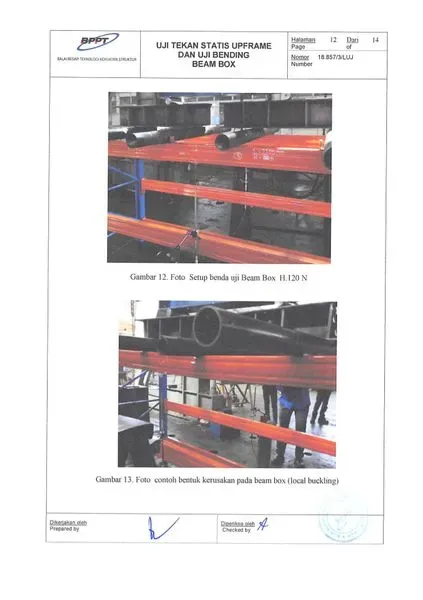 BPPT
BALAI BESAR TEKNOLOGI KEKUATAN STRUKTUR
UJI TEKAN STATIS UPFRAME
DAN UJI BENDING
BEAM BOX
Halaman 12 Dari 14
Page of
Nomor 18.857/3/LUJ
Number
Gambar 12. Foto Setup benda uji Beam Box H.120 N
Gambar 13. Foto contoh bentuk kerusakan pada beam box (local buckling)
Dikerjakan oleh
Prepared by
Diperiksa oleh
Checked by